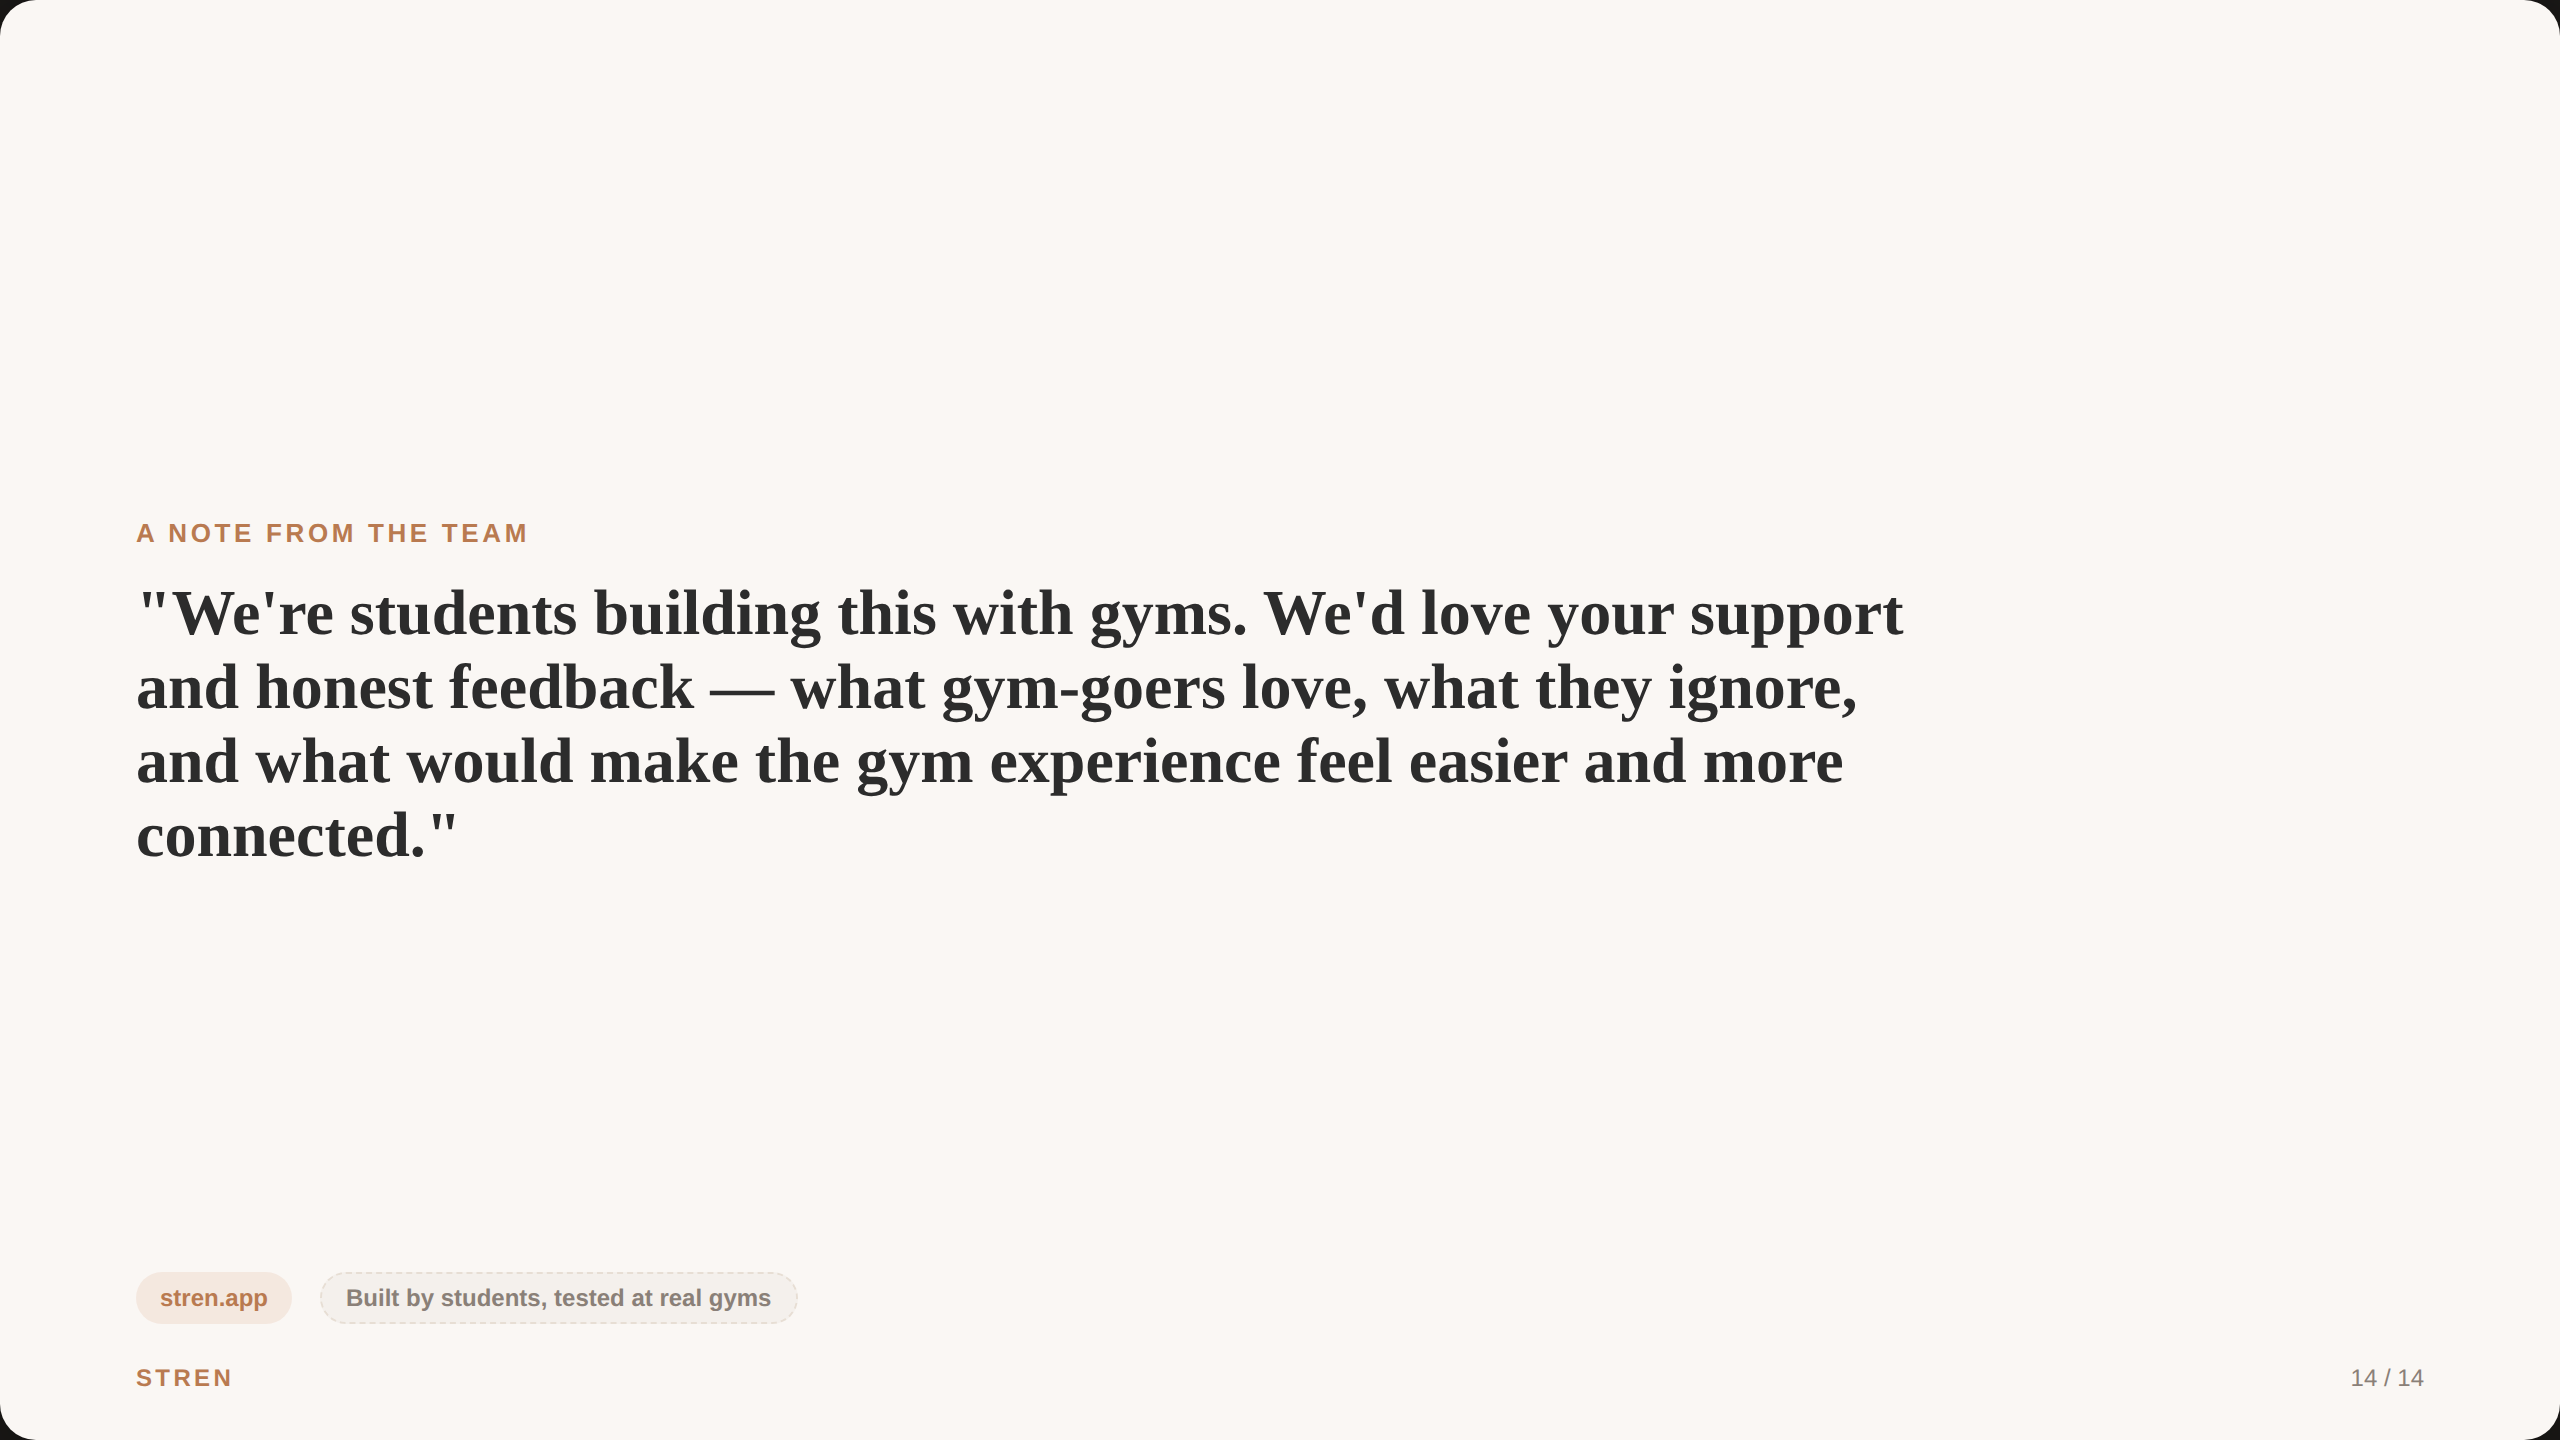 A NOTE FROM THE TEAM
"We're students building this with gyms. We'd love your support
and honest feedback — what gym-goers love, what they ignore,
and what would make the gym experience feel easier and more
connected."
stren.app
Built by students, tested at real gyms
STREN
14 / 14